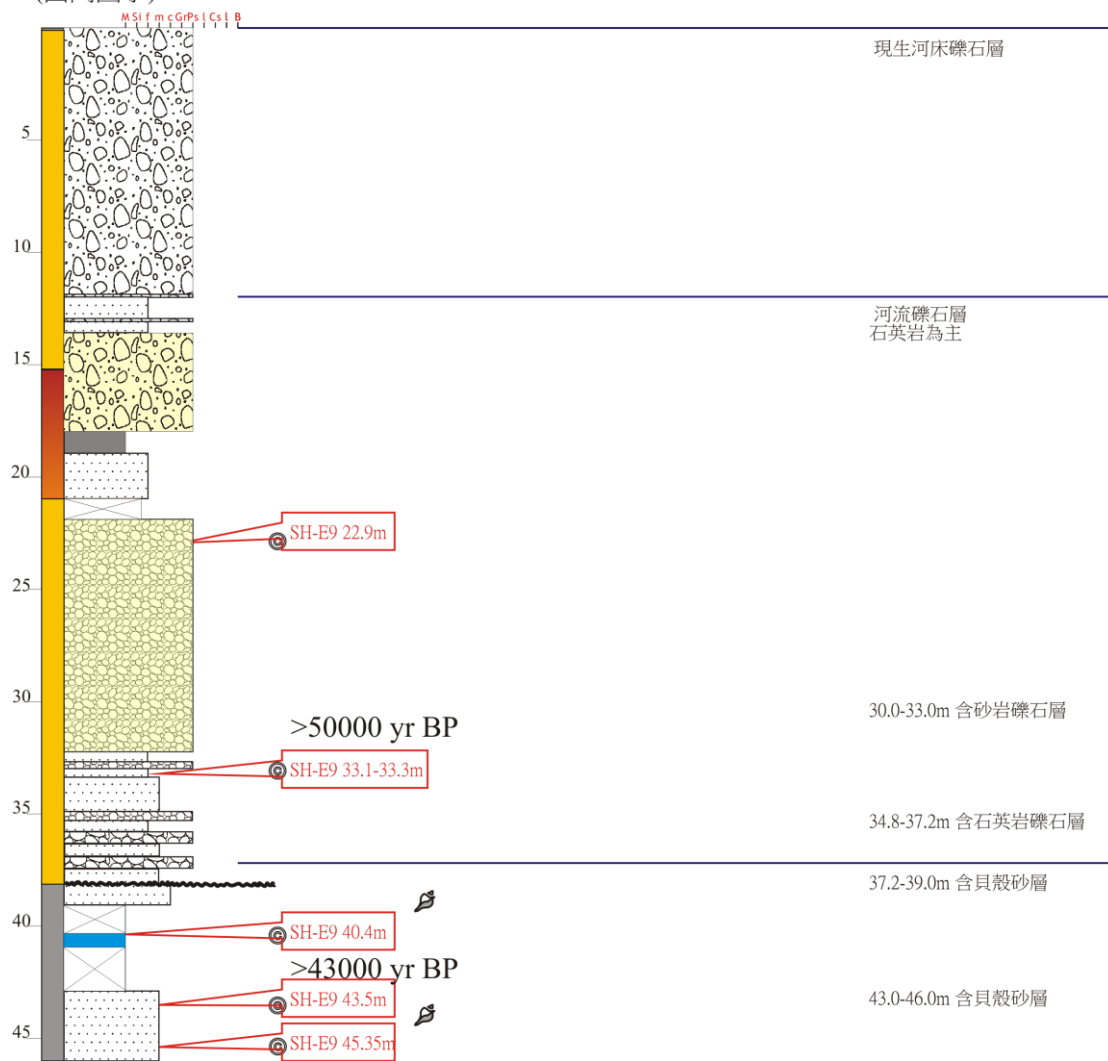 M Si f m c Gr Ps l Cs l B
現生河床礫石層
5
10
河流礫石層
石英岩為主
15
20
SH-E9 22.9m
25
30
30.0-33.0m 含砂岩礫石層
>50000 yr BP
SH-E9 33.1-33.3m
35
34.8-37.2m 含石英岩礫石層
37.2-39.0m 含貝殼砂層
40
SH-E9 40.4m
>43000 yr BP
SH-E9 43.5m
43.0-46.0m 含貝殼砂層
45
SH-E9 45.35m